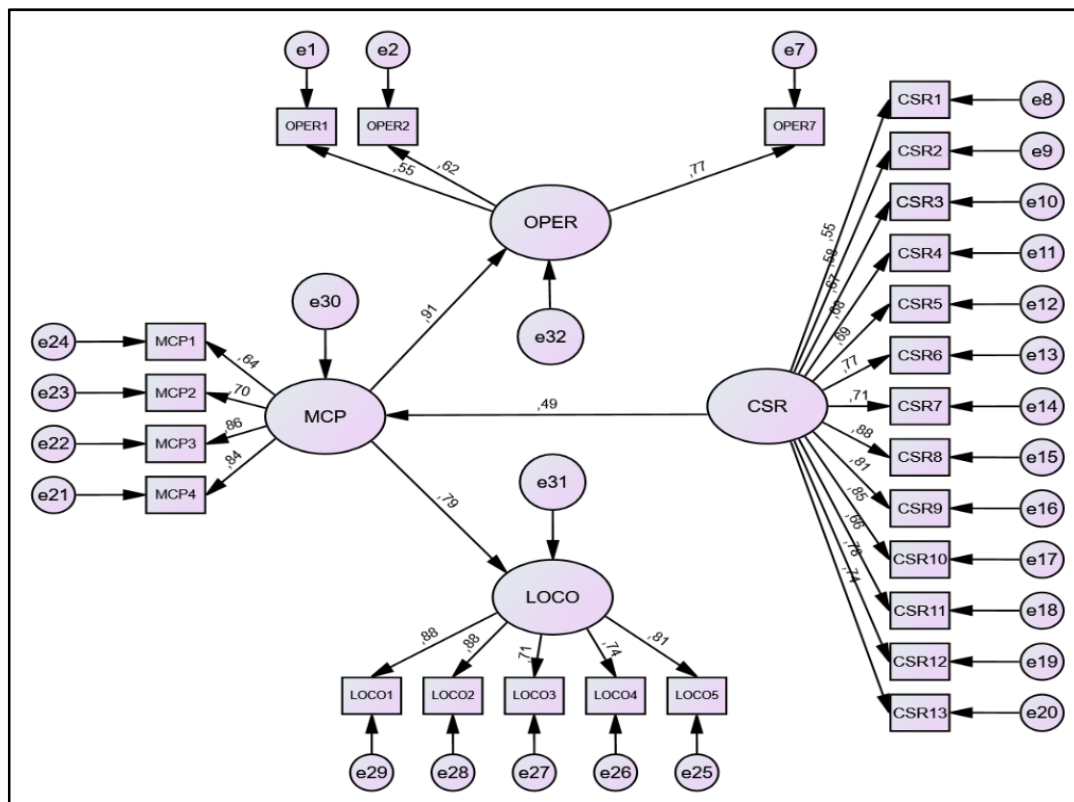 e1
e2
e7
OPER1
OPER2
OPER7
,55
,62
,77
OPER
e32
e30
,91
e24
MCP1
,64
e23
MCP2
,70
e22
MCP3
,86
e21
MCP4
,84
MCP
,49
CSR
,79
e31
LOCO
,88
,88
,71
,74
,81
LOCO1
LOCO2
LOCO3
LOCO4
LOCO5
e29
e28
e27
e26
e25
CSR1
e8
CSR2
e9
CSR3
e10
CSR4
e11
CSR5
e12
CSR6
e13
CSR7
e14
CSR8
e15
CSR9
e16
CSR10
e17
CSR11
e18
CSR12
e19
CSR13
e20
,55
,67
,69
,77
,71
,88
,81
,85
,66
,78
,74